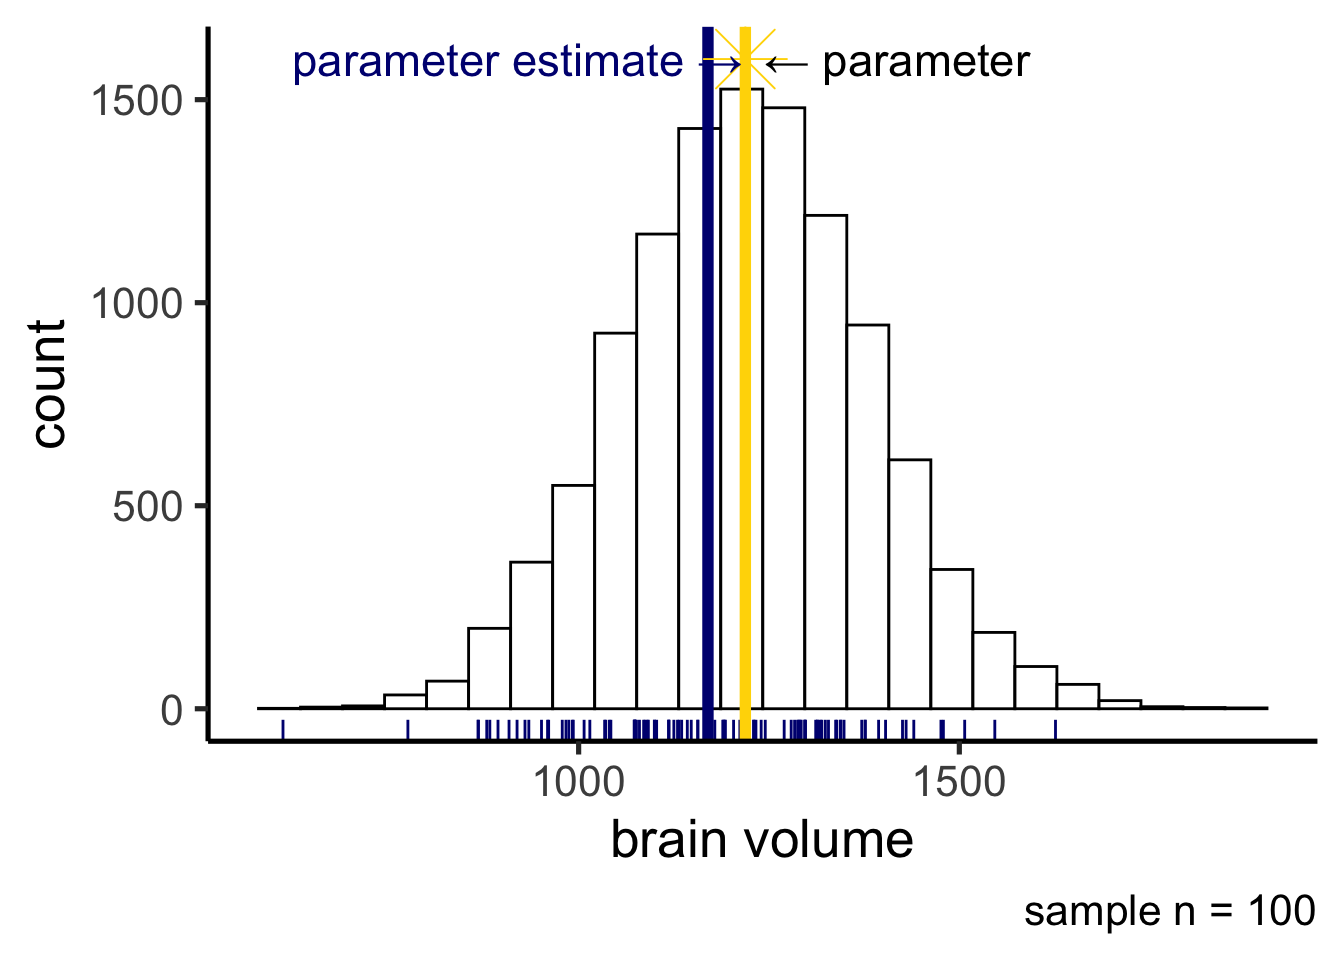 parameter estimate
parameter
1500
1000
500
0
count
1000
1500
brain volume
sample n = 100